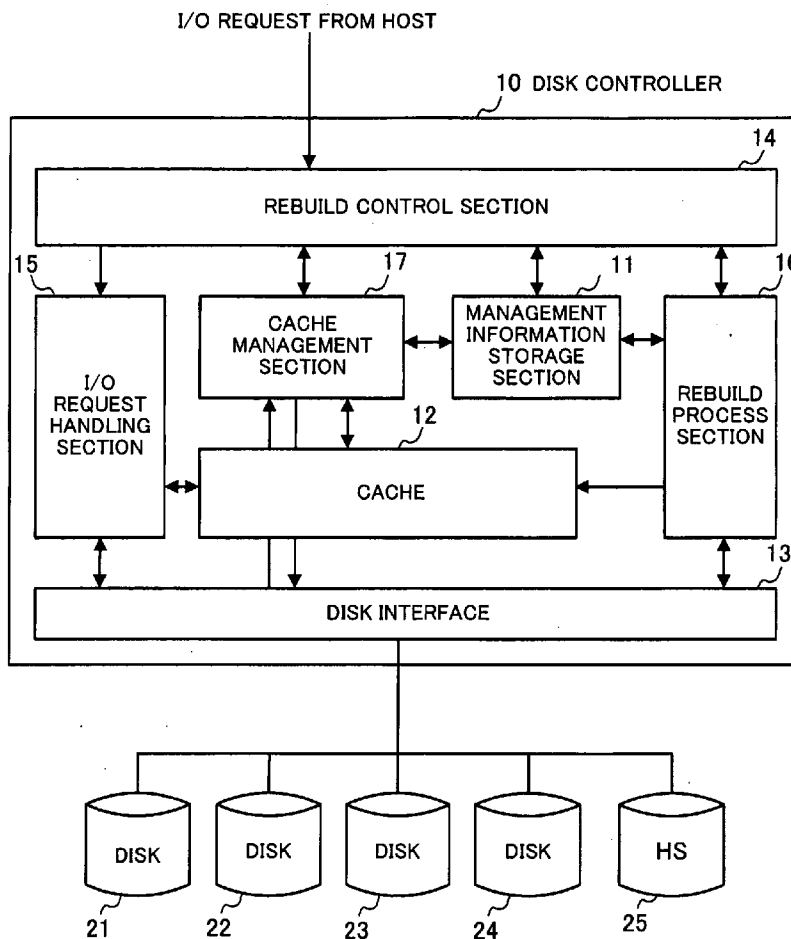 I/O REQUEST FROM HOST
10 DISK CONTROLLER
14
REBUILD CONTROL SECTION
15
17
11
16
CACHE
MANAGEMENT
SECTION
MANAGEMENT
INFORMATION
STORAGE
SECTION
I/O
REQUEST
HANDLING
SECTION
REBUILD
PROCESS
SECTION
12
CACHE
13
DISK INTERFACE
DISK
DISK
DISK
DISK
HS
21
22
23
24
25